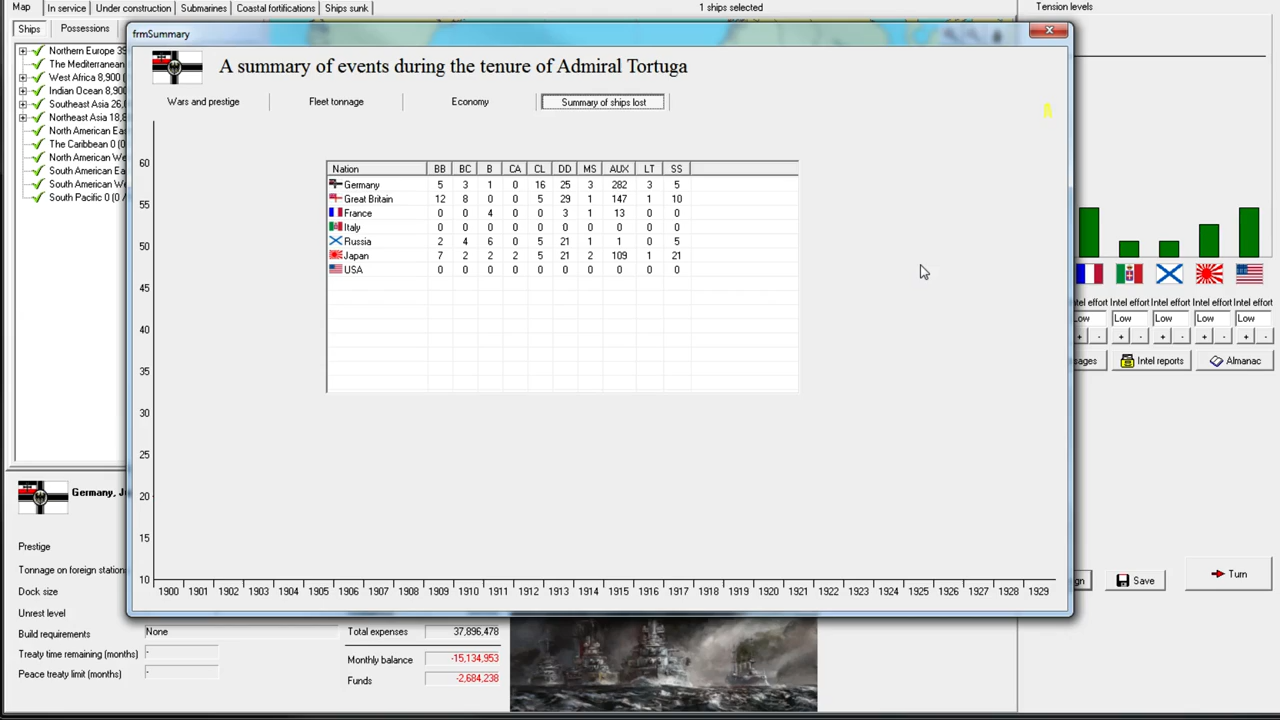 Map In service Under construction Submarines Coastal fortifications Ships sunk 1 ships selected Tension levels
Ships Possessions
frmSummary
A summary of events during the tenure of Admiral Tortuga
Wars and prestige Fleet tonnage Economy Summary of ships lost
Northern Europe 39
The Mediterranean
West Africa 8,900 (
Indian Ocean 8,900
Southeast Asia 26,
Northeast Asia 18,8
North American Eas
The Caribbean 0 (0
North American We
South American Ea
South American We
South Pacific 0 (0 /
Nation BB BC B CA CL DD MS AUX LT SS
Germany 5 3 1 0 16 25 3 282 3 5
Great Britain 12 8 0 0 5 29 1 147 1 10
France 0 0 4 0 0 3 1 13 0 0
Italy 0 0 0 0 0 0 0 0 0 0
Russia 2 4 6 0 5 21 1 1 0 5
Japan 7 2 2 2 5 21 2 109 1 21
USA 0 0 0 0 0 0 0 0 0 0
60
55
50
45
40
35
30
25
20
15
10
1900 1901 1902 1903 1904 1905 1906 1907 1908 1909 1910 1911 1912 1913 1914 1915 1916 1917 1918 1919 1920 1921 1922 1923 1924 1925 1926 1927 1928 1929
ntel effort Intel effort Intel effort Intel effort Intel effort
Low Low Low Low Low
+ - + - + - + - + -
sages Intel reports Almanac
Germany, J
Prestige
Tonnage on foreign stations
Dock size
Unrest level
Build requirements None
Treaty time remaining (months) -
Peace treaty limit (months) -
Total expenses 37,896,478
Monthly balance -15,134,953
Funds -2,684,238
gn Save Turn